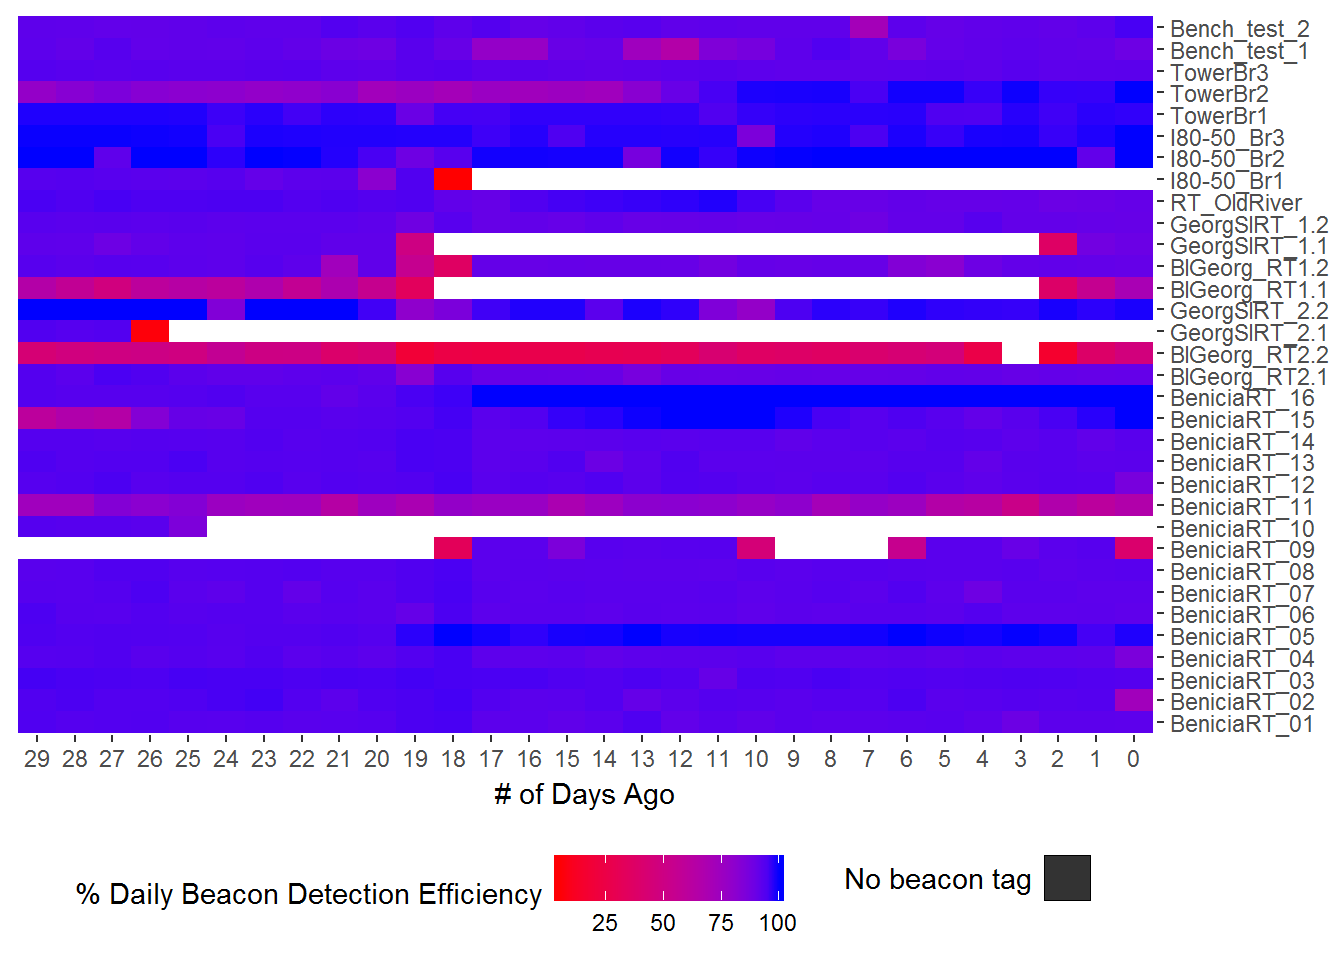 Bench_test_2
Bench_test_1
TowerBr3
TowerBr2
TowerBr1
I80-50_Br3
I80-50_Br2
I80-50_Br1
RT_OldRiver
GeorgSlRT_1.2
GeorgSlRT_1.1
BlGeorg_RT1.2
BlGeorg_RT1.1
GeorgSlRT_2.2
GeorgSlRT_2.1
BlGeorg_RT2.2
BlGeorg_RT2.1
BeniciaRT_16
BeniciaRT_15
BeniciaRT_14
BeniciaRT_13
BeniciaRT_12
BeniciaRT_11
BeniciaRT_10
BeniciaRT_09
BeniciaRT_08
BeniciaRT_07
BeniciaRT_06
BeniciaRT_05
BeniciaRT_04
BeniciaRT_03
BeniciaRT_02
BeniciaRT_01
29 28 27 26 25 24 23 22 21 20 19 18 17 16 15 14 13 12 11 10 9 8 7 6 5 4 3 2 1 0
# of Days Ago
% Daily Beacon Detection Efficiency
25 50 75 100
No beacon tag